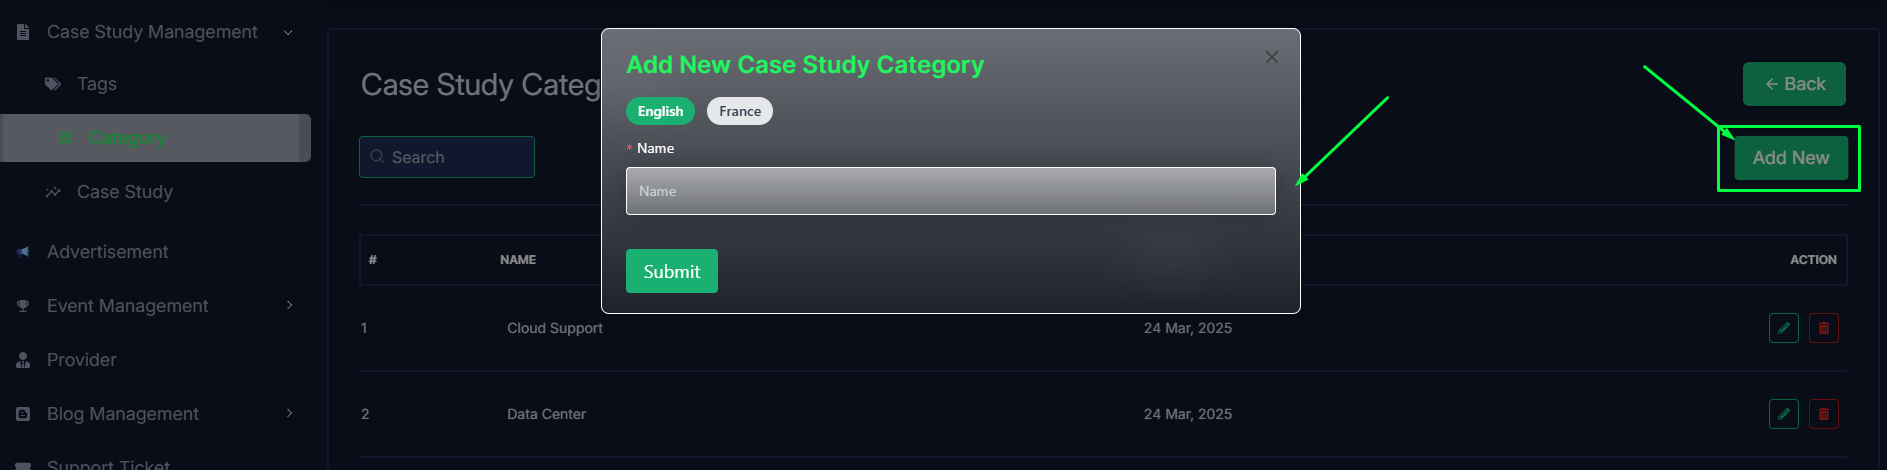 Case Study Management
Tags
Category
Case Study
Advertisement
Event Management
Provider
Blog Management
Support Ticket
Case Study Categ
Back
Search
Add New
Add New Case Study Category
English France
* Name
Name
Submit
# NAME ACTION
1 Cloud Support 24 Mar, 2025
2 Data Center 24 Mar, 2025